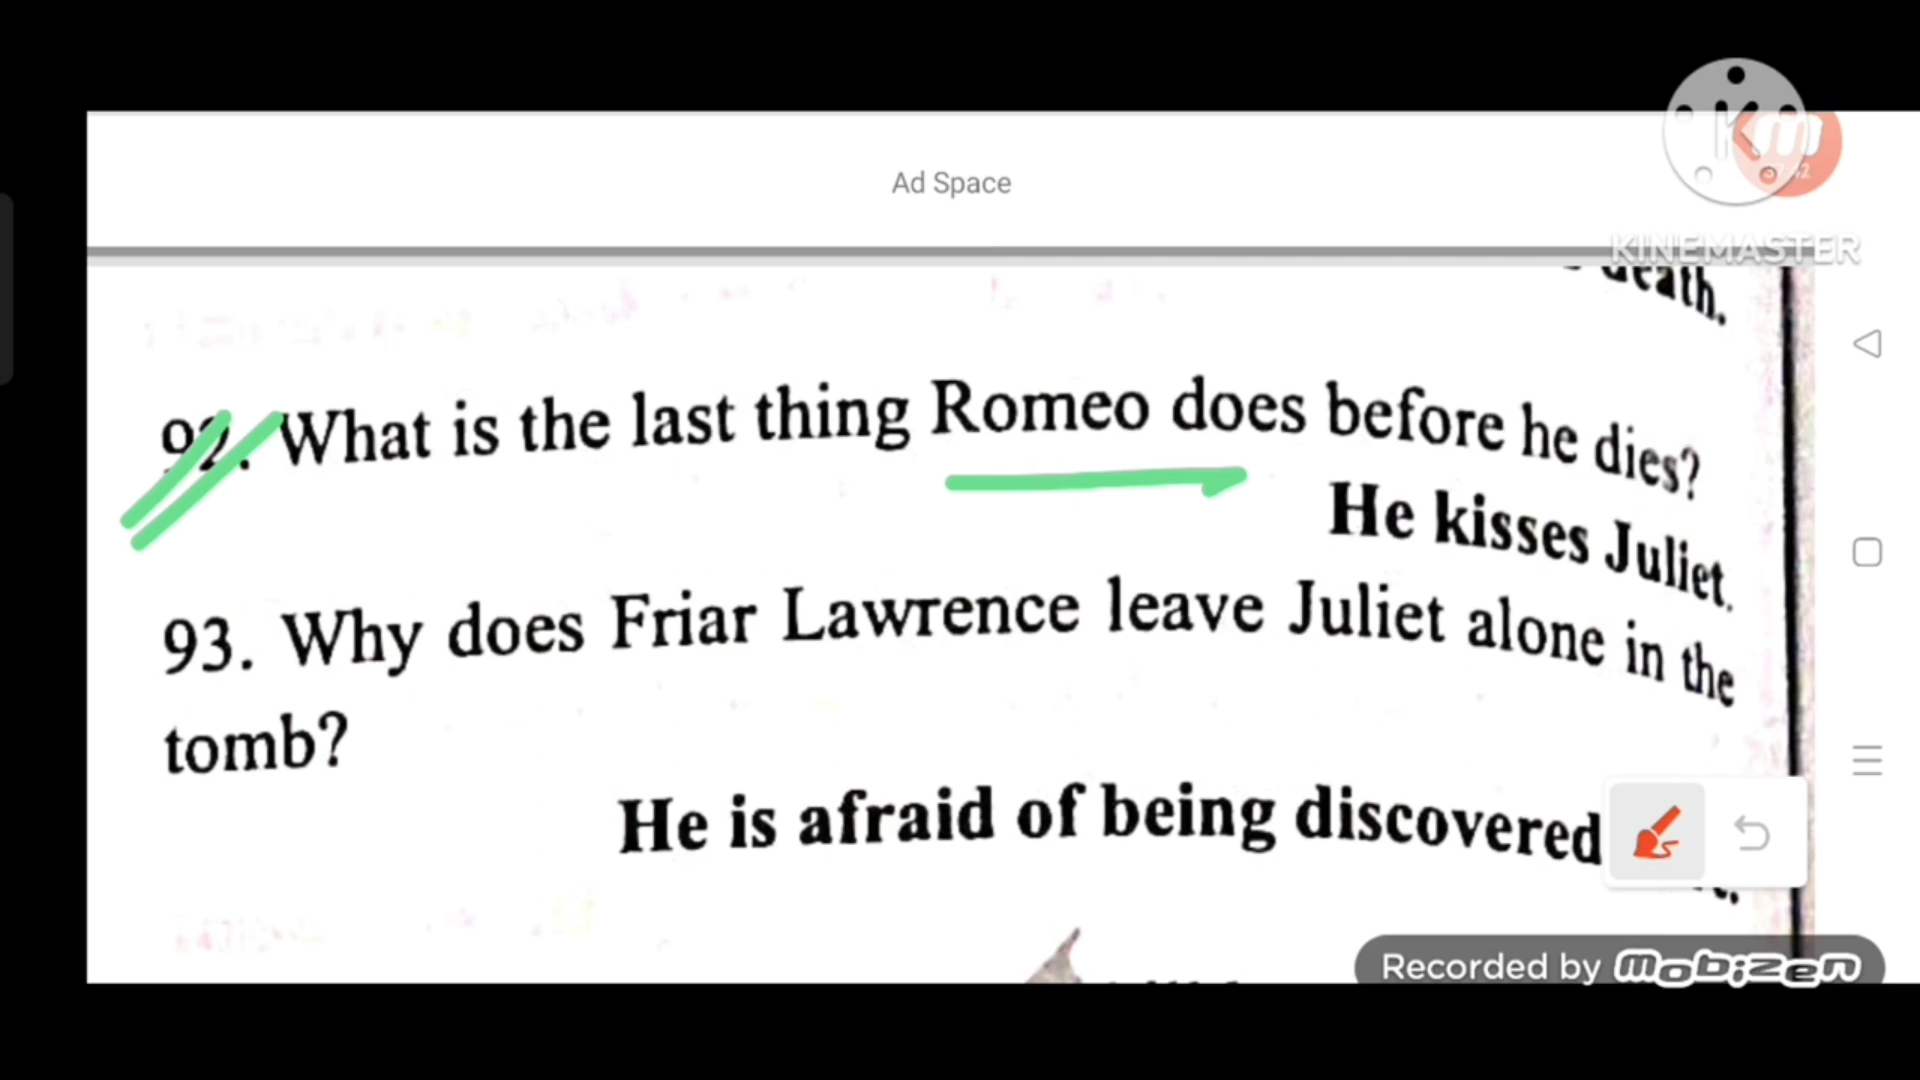 Ad Space
KINEMASTER
death.
92. What is the last thing Romeo does before he dies?
He kisses Juliet.
93. Why does Friar Lawrence leave Juliet alone in the
tomb?
He is afraid of being discovered
Recorded by mobizen